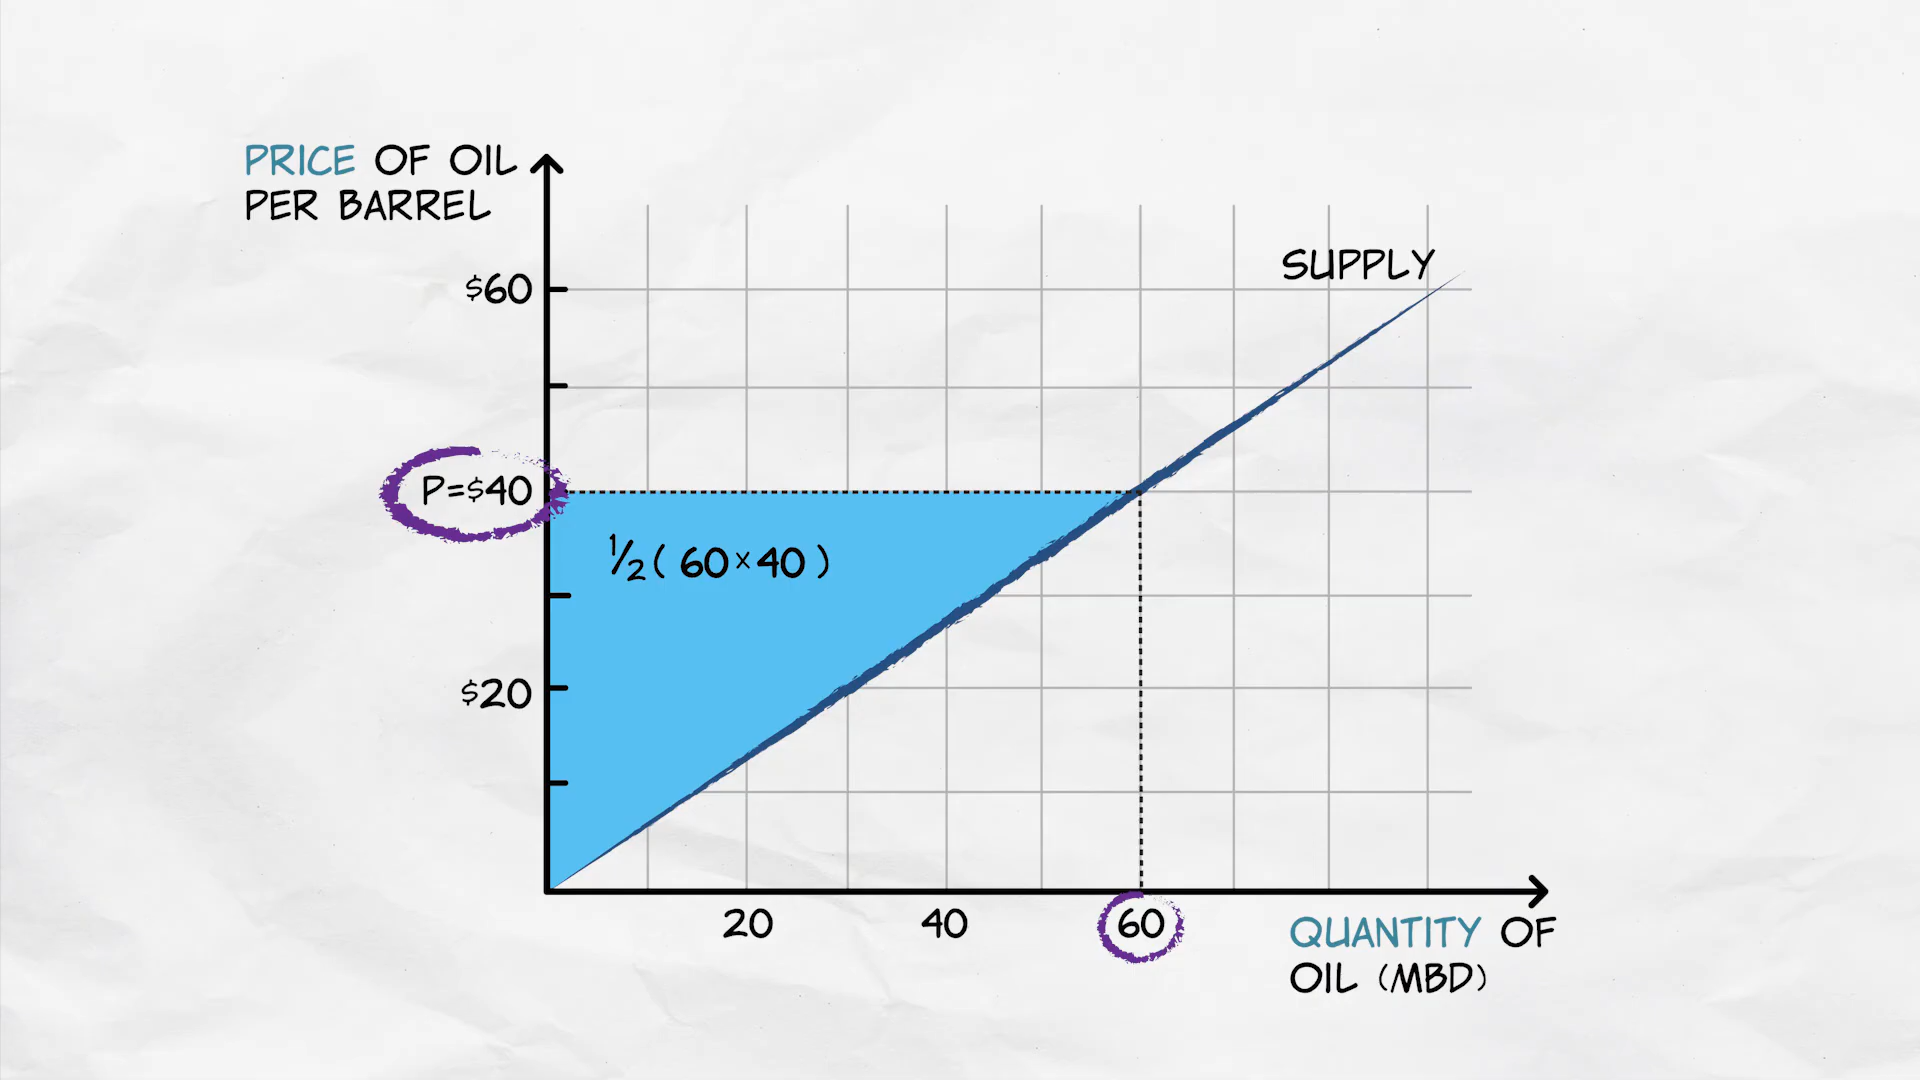 PRICE OF OIL
PER BARREL
SUPPLY
$60
P=$40
½( 60×40 )
$20
20
40
60
QUANTITY OF
OIL (MBD)